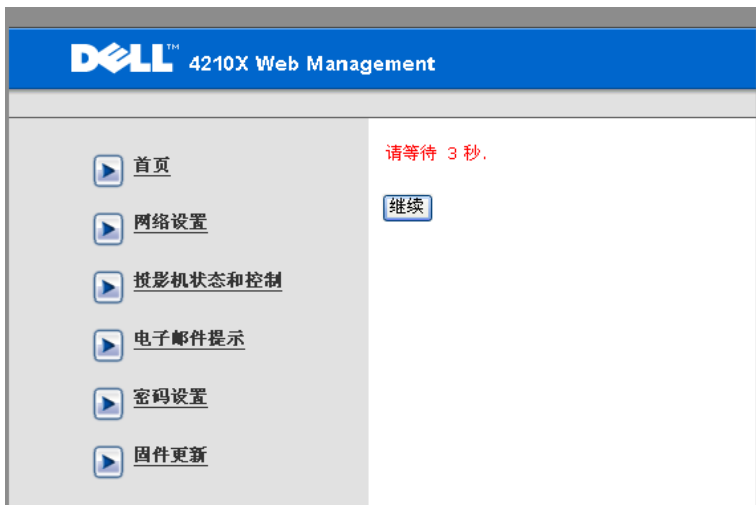 DELL™ 4210X Web Management
首页
网络设置
投影机状态和控制
电子邮件提示
密码设置
固件更新
请等待 3 秒.
继续